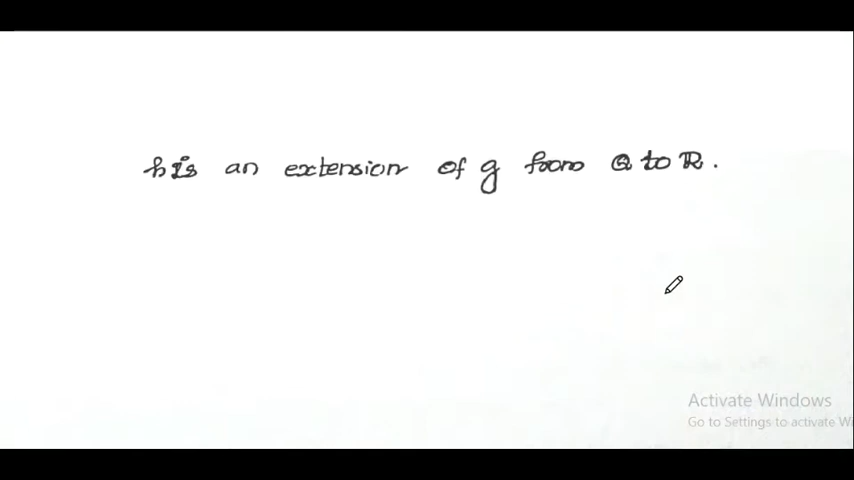 h is an extension of g from Q to ℝ.
Activate Windows
Go to Settings to activate Wi